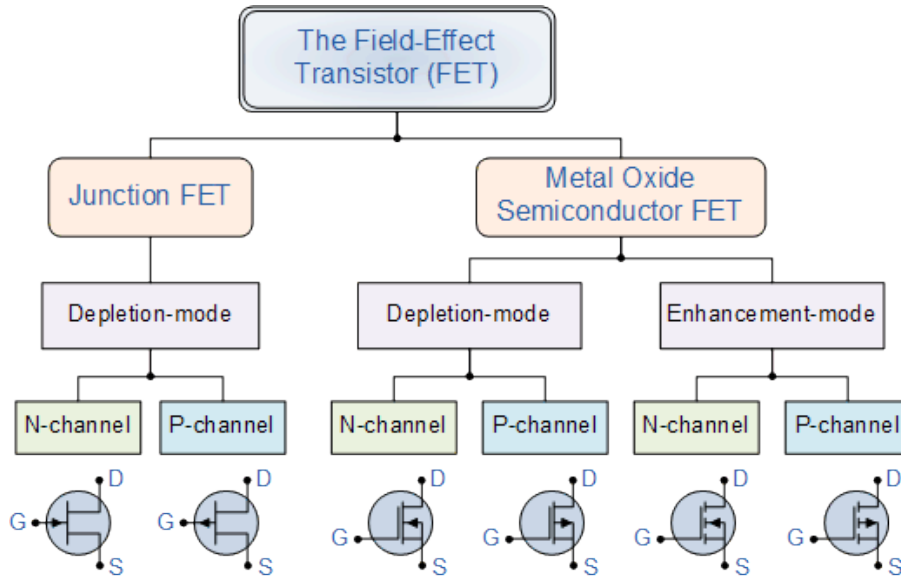 The Field-Effect
Transistor (FET)
Junction FET
Metal Oxide
Semiconductor FET
Depletion-mode
Depletion-mode
Enhancement-mode
N-channel
P-channel
N-channel
P-channel
N-channel
P-channel
D
D
D
D
D
D
G
G
G
G
G
G
S
S
S
S
S
S